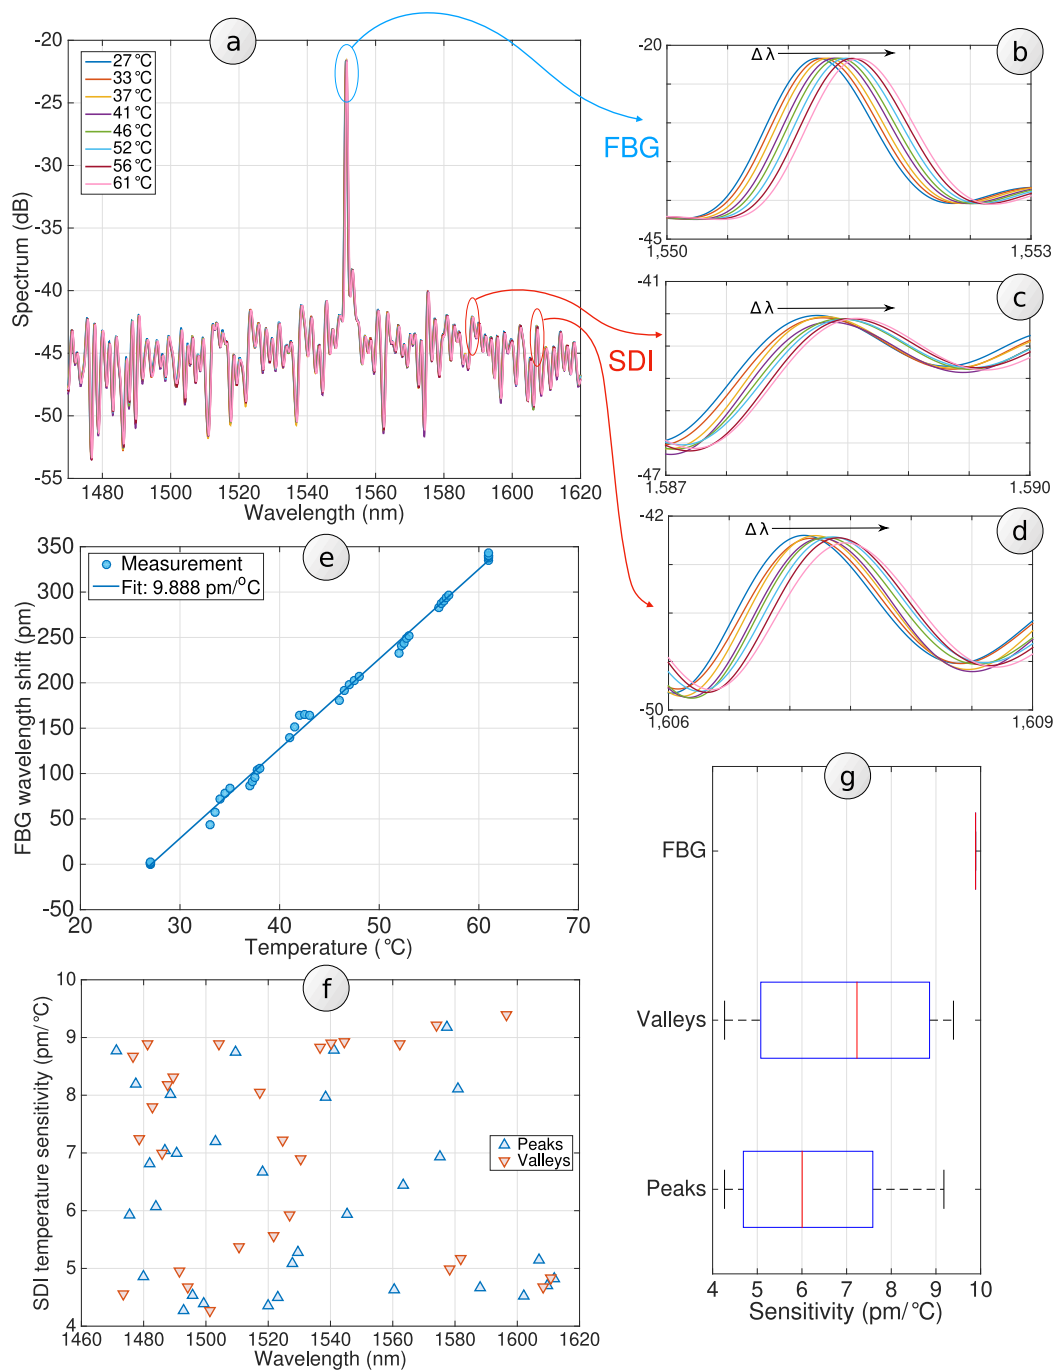 a
-20
-25
-30
-35
-40
-45
-50
-55
Spectrum (dB)
27°C
33°C
37°C
41°C
46°C
52°C
56°C
61°C
1480
1500
1520
1540
1560
1580
1600
1620
Wavelength (nm)
FBG
SDI
b
-20
Δ λ
-45
1,550
1,553
c
-41
Δ λ
-47
1,587
1,590
d
-42
Δ λ
-50
1,606
1,609
e
350
300
250
200
150
100
50
0
-50
FBG wavelength shift (pm)
Measurement
Fit: 9.888 pm/°C
20
30
40
50
60
70
Temperature (°C)
f
10
9
8
7
6
5
4
SDI temperature sensitivity (pm/°C)
Peaks
Valleys
1460
1480
1500
1520
1540
1560
1580
1600
1620
Wavelength (nm)
g
FBG
Valleys
Peaks
4
5
6
7
8
9
10
Sensitivity (pm/°C)